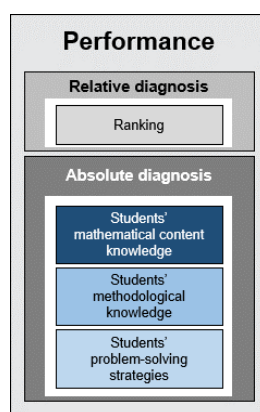 Performance
Relative diagnosis
Ranking
Absolute diagnosis
Students'
mathematical content
knowledge
Students'
methodological
knowledge
Students'
problem-solving
strategies